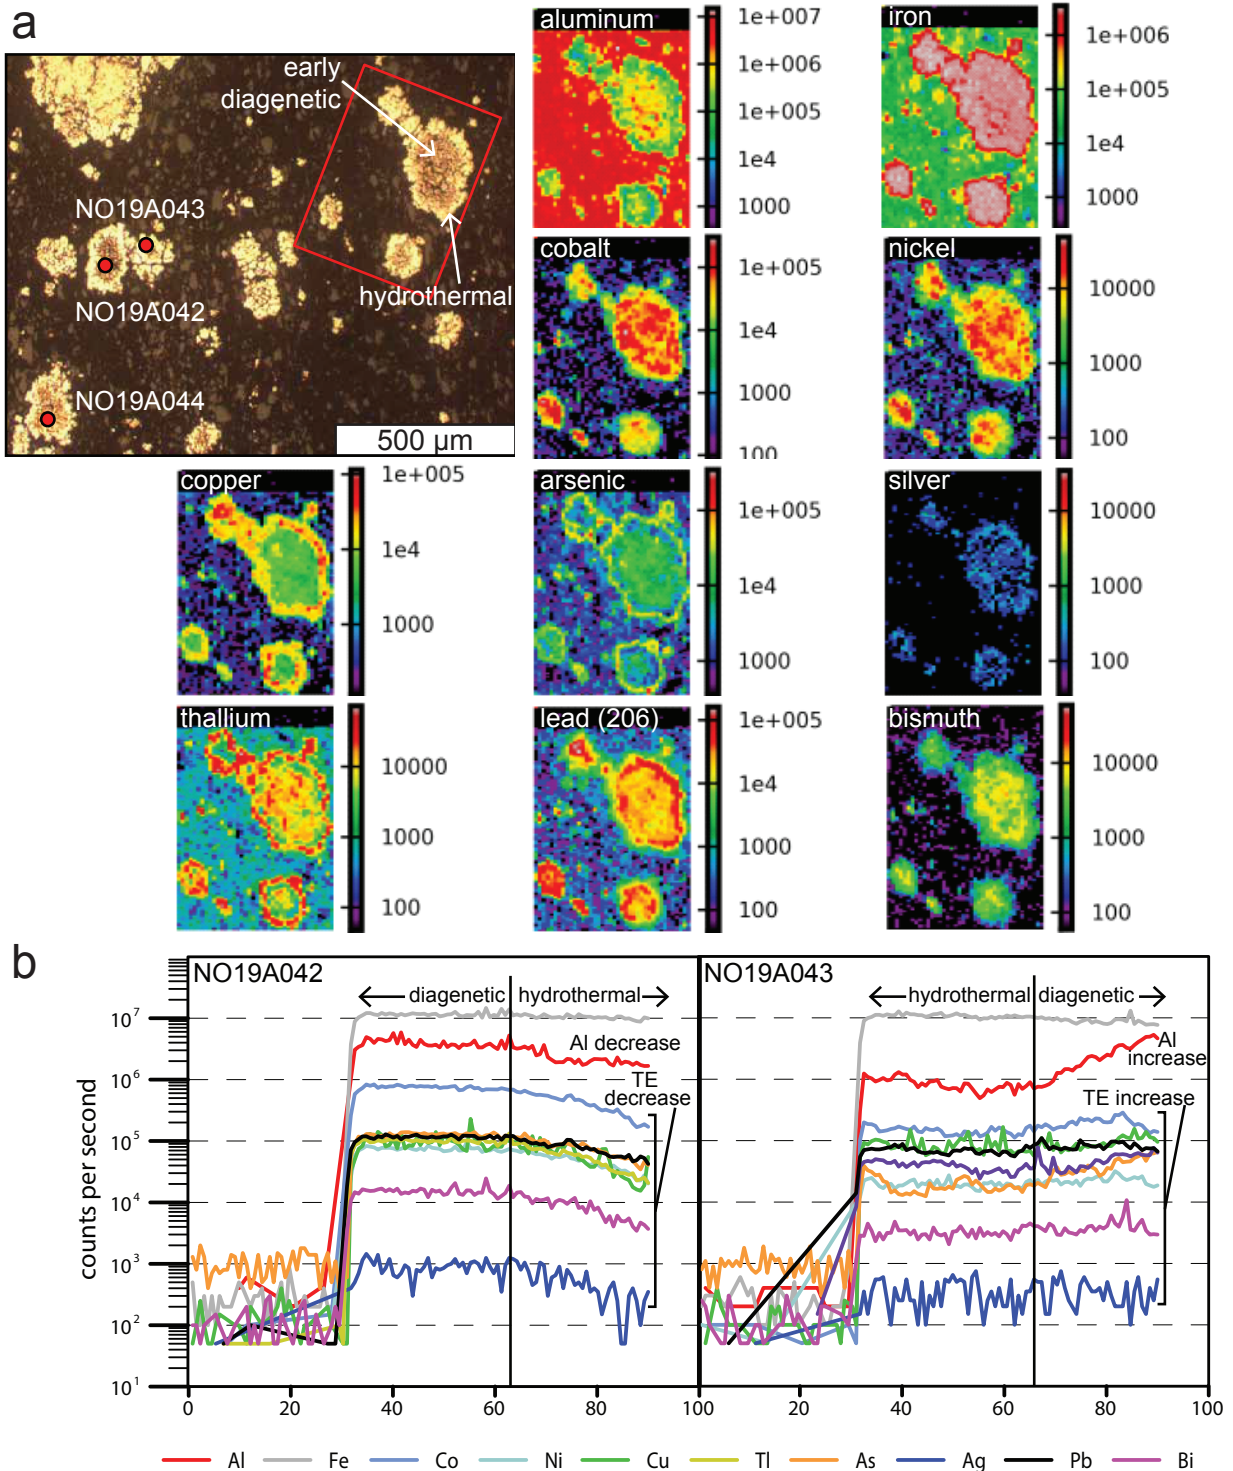 a
early
diagenetic
NO19A043
NO19A042
hydrothermal
NO19A044
500 µm
aluminum
1e+007
1e+006
1e+005
1e4
1000
iron
1e+006
1e+005
1e4
1000
cobalt
1e+005
1e4
1000
100
nickel
10000
1000
100
copper
1e+005
1e4
1000
arsenic
1e+005
1e4
1000
silver
10000
1000
100
thallium
10000
1000
100
lead (206)
1e+005
1e4
1000
100
bismuth
10000
1000
100
b
NO19A042
diagenetic
hydrothermal
Al decrease
TE
decrease
NO19A043
hydrothermal
diagenetic
Al
increase
TE increase
counts per second
10⁷
10⁶
10⁵
10⁴
10³
10²
10¹
0 20 40 60 80 100 20 40 60 80 100
Al Fe Co Ni Cu Tl As Ag Pb Bi